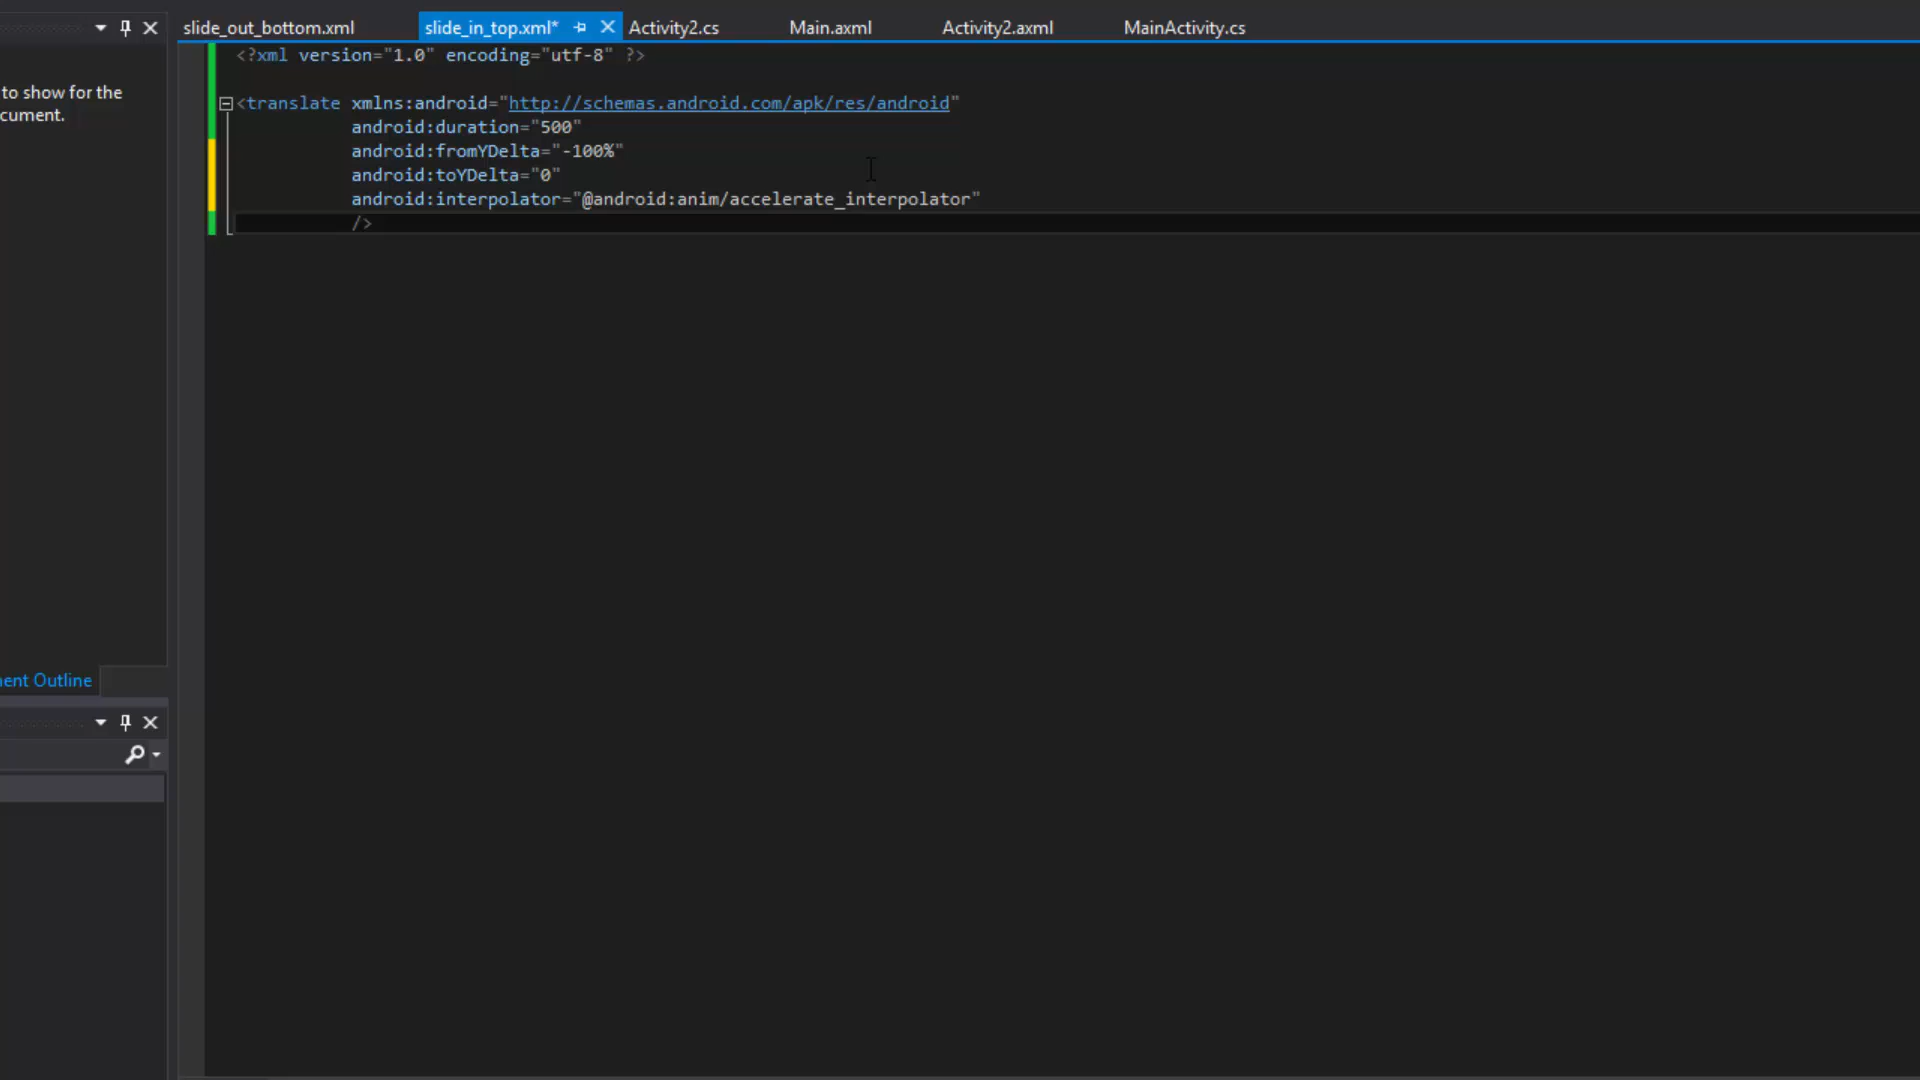 slide_out_bottom.xml slide_in_top.xml* Activity2.cs Main.axml Activity2.axml MainActivity.cs
to show for the
cument.
<?xml version="1.0" encoding="utf-8" ?>
<translate xmlns:android="http://schemas.android.com/apk/res/android"
android:duration="500"
android:fromYDelta="-100%"
android:toYDelta="0"
android:interpolator="@android:anim/accelerate_interpolator"
/>
ent Outline